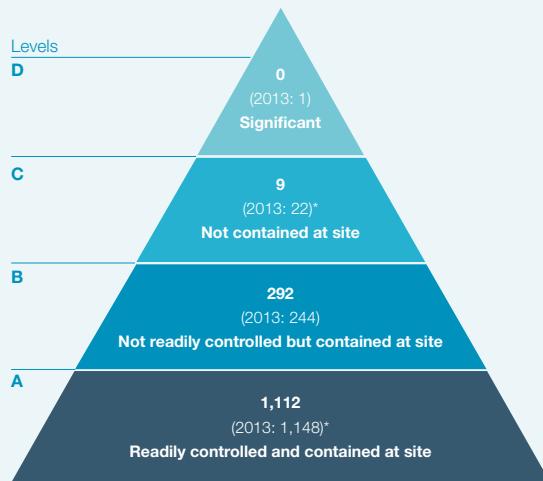 Levels
D
0
(2013: 1)
Significant
C
9
(2013: 22)*
Not contained at site
B
292
(2013: 244)
Not readily controlled but contained at site
A
1,112
(2013: 1,148)*
Readily controlled and contained at site